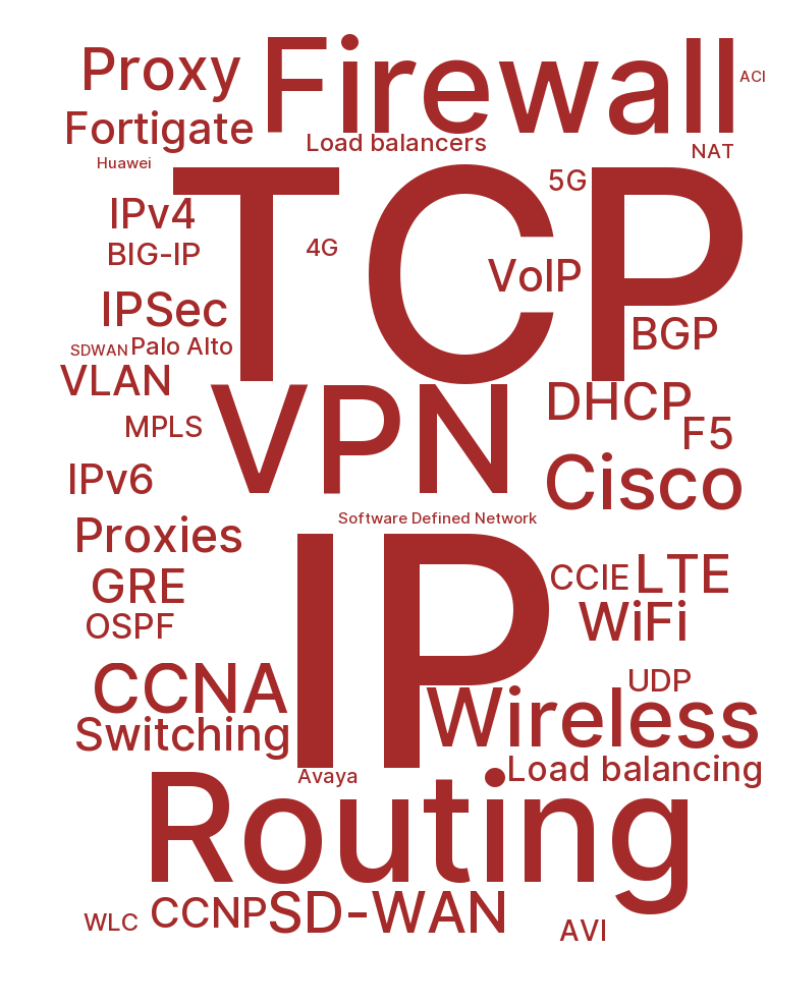 Proxy
Firewall
ACI
Fortigate
Load balancers
NAT
Huawei
TCP
5G
IPv4
4G
BIG-IP
VoIP
IPSec
BGP
SDWAN
Palo Alto
VLAN
VPN
DHCP
MPLS
F5
IPv6
Cisco
Software Defined Network
Proxies
IP
GRE
CCIE
LTE
OSPF
WiFi
CCNA
UDP
Wireless
Switching
Avaya
Load balancing
Routing
WLC
CCNP
SD-WAN
AVI